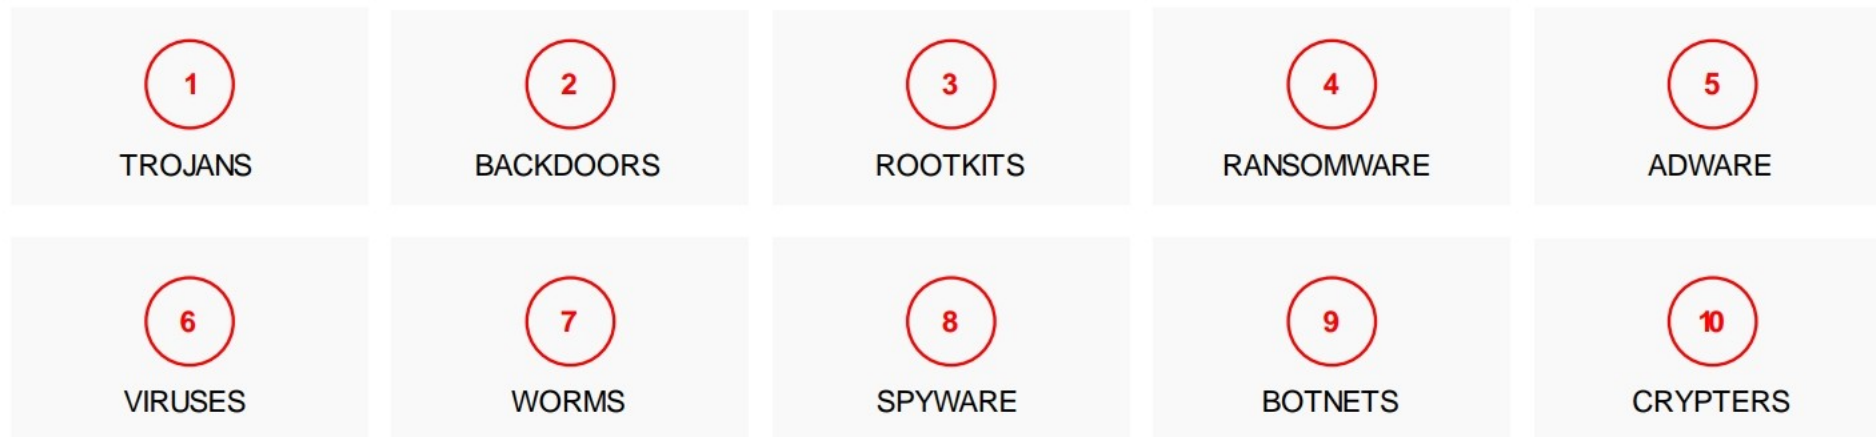 1
2
3
4
5
TROJANS
BACKDOORS
ROOTKITS
RANSOMWARE
ADWARE
6
7
8
9
10
VIRUSES
WORMS
SPYWARE
BOTNETS
CRYPTERS